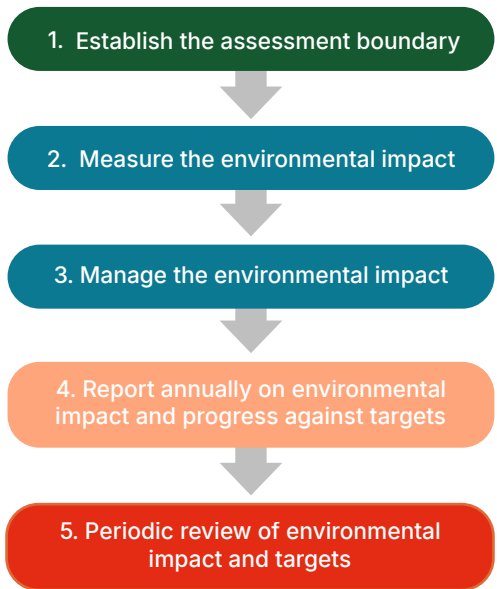 1. Establish the assessment boundary
2. Measure the environmental impact
3. Manage the environmental impact
4. Report annually on environmental
impact and progress against targets
5. Periodic review of environmental
impact and targets